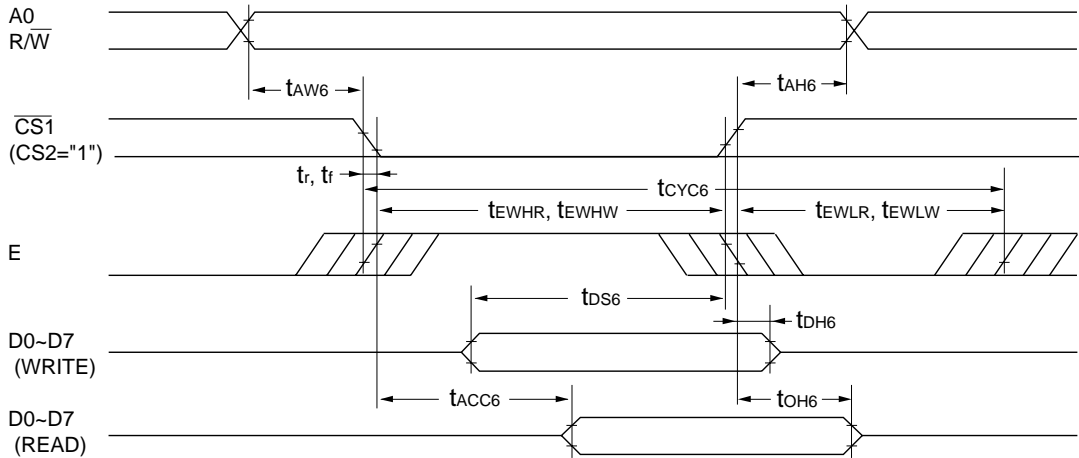 A0
R/W
tAW6
tAH6
CS1
(CS2="1")
tr, tf
tCYC6
tEWHR, tEWHW
tEWLR, tEWLW
E
tDS6
tDH6
D0~D7
(WRITE)
tACC6
tOH6
D0~D7
(READ)